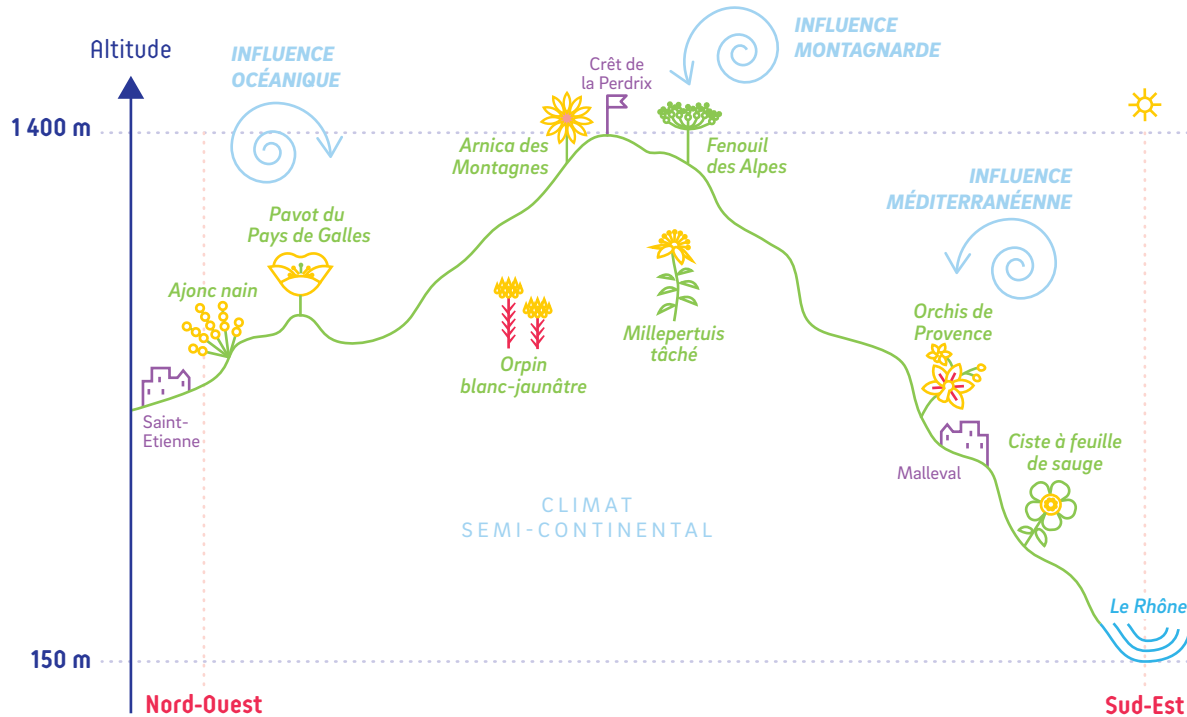 Altitude
INFLUENCE
OCÉANIQUE
Crêt de
la Perdrix
INFLUENCE
MONTAGNARDE
1 400 m
Arnica des
Montagnes
Fenouil
des Alpes
INFLUENCE
MÉDITERRANÉENNE
Pavot du
Pays de Galles
Ajonc nain
Orpin
blanc-jaunâtre
Millepertuis
tâché
Orchis de
Provence
Saint-
Etienne
Malleval
Ciste à feuille
de sauge
CLIMAT
SEMI-CONTINENTAL
Le Rhône
150 m
Nord-Ouest
Sud-Est